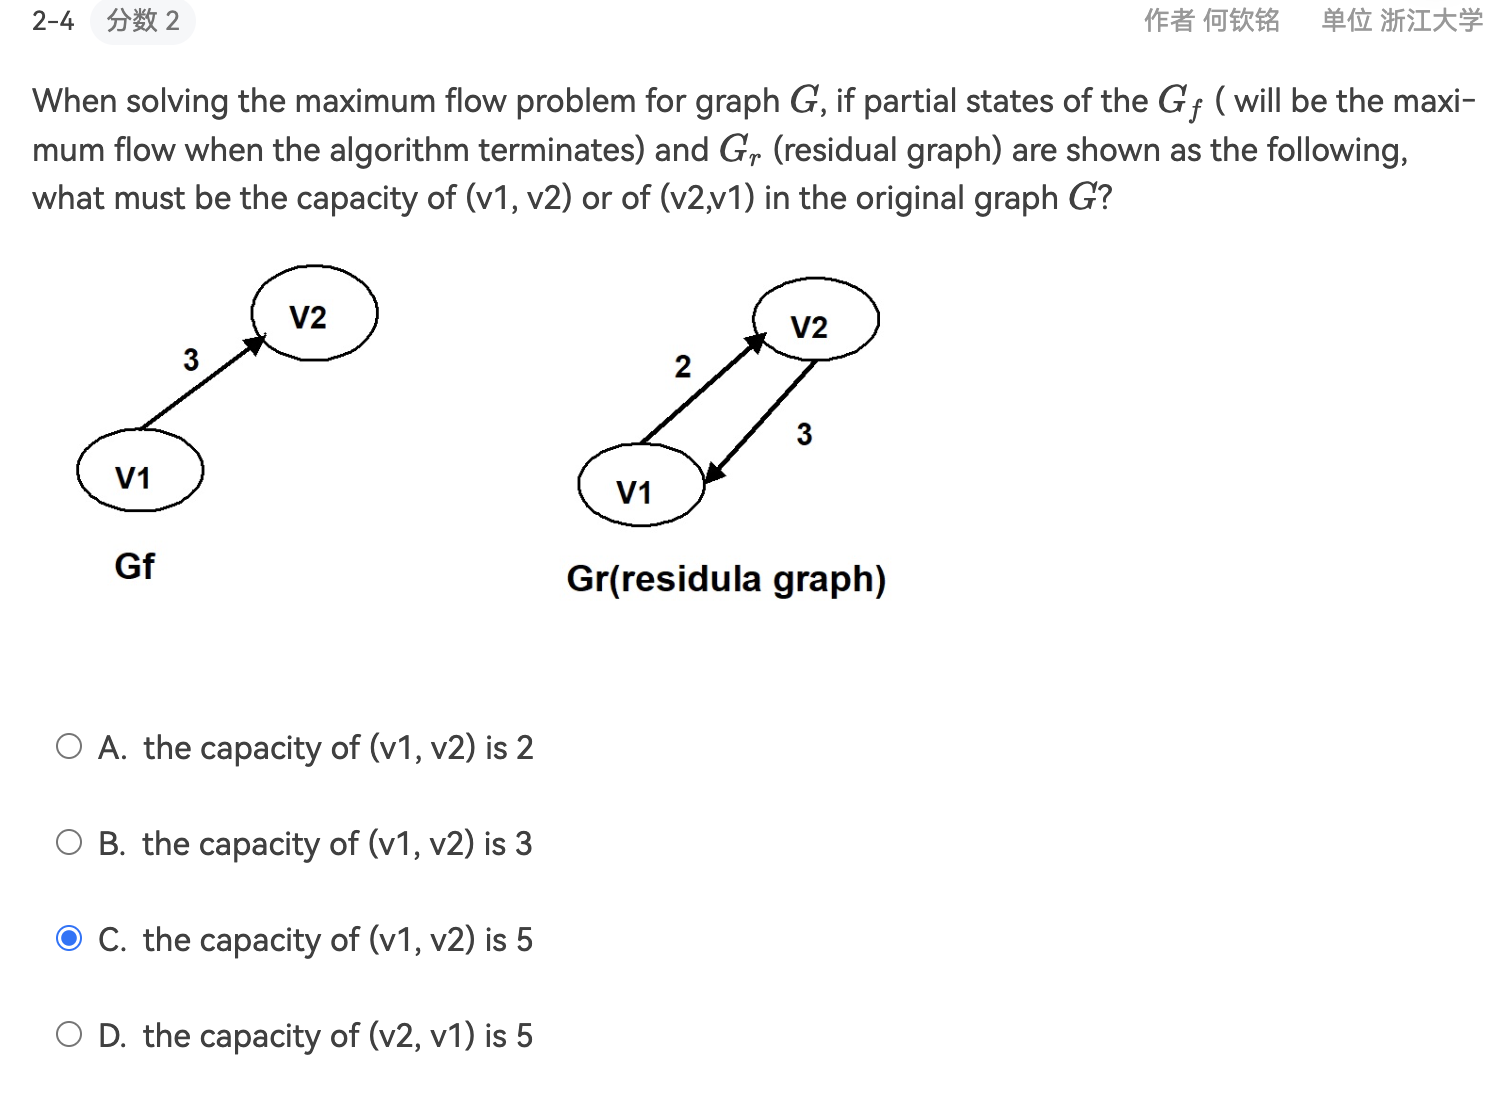 2-4 分数 2 作者 何钦铭 单位 浙江大学
When solving the maximum flow problem for graph G, if partial states of the G_f ( will be the maxi-
mum flow when the algorithm terminates) and G_r (residual graph) are shown as the following,
what must be the capacity of (v1, v2) or of (v2,v1) in the original graph G?
V2
3
V1
Gf
V2
2
3
V1
Gr(residula graph)
A. the capacity of (v1, v2) is 2
B. the capacity of (v1, v2) is 3
C. the capacity of (v1, v2) is 5
D. the capacity of (v2, v1) is 5